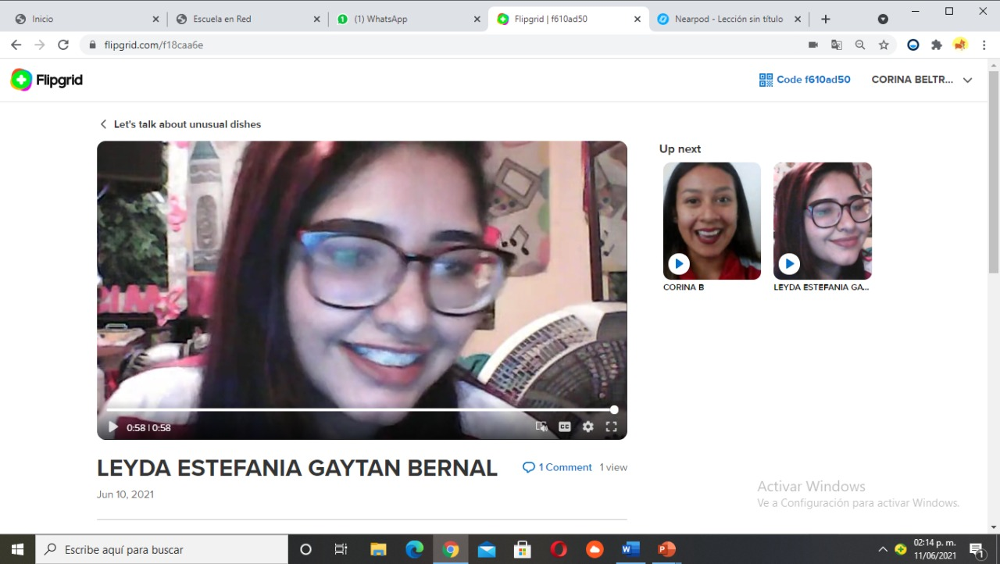 Inicio
Escuela en Red
(1) WhatsApp
Flipgrid | f610ad50
Nearpod - Lección sin título
flipgrid.com/f18caa6e
Flipgrid
Code f610ad50
CORINA BELTR...
Let's talk about unusual dishes
Up next
CORINA B
LEYDA ESTEFANIA GA...
0:58 | 0:58
CC
LEYDA ESTEFANIA GAYTAN BERNAL
1 Comment
1 view
Jun 10, 2021
Activar Windows
Ve a Configuración para activar Windows.
Escribe aquí para buscar
02:14 p. m.
11/06/2021
1